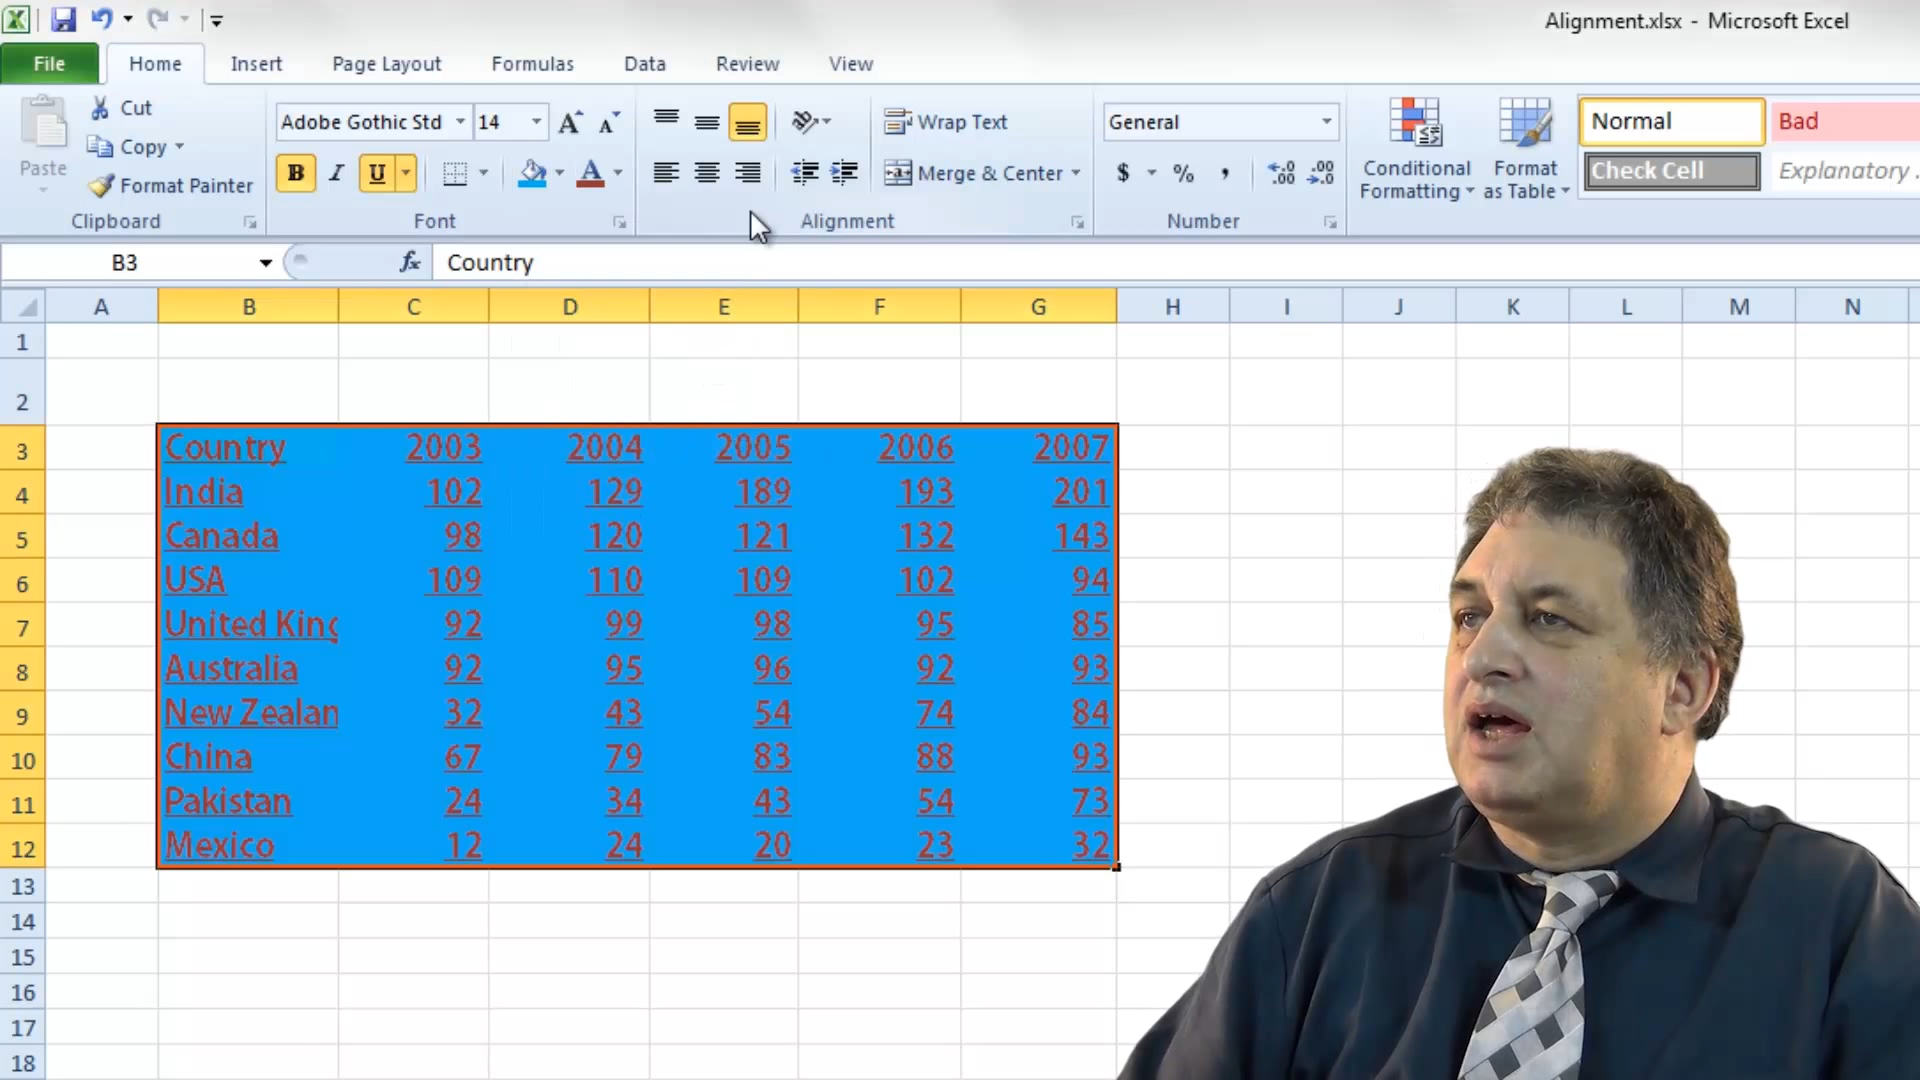 Alignment.xlsx - Microsoft Excel
File Home Insert Page Layout Formulas Data Review View
Paste
Cut
Copy
Format Painter
Clipboard
Adobe Gothic Std 14
B I U
Font
Wrap Text
Merge & Center
Alignment
General
$ % ,
Number
Conditional
Formatting
Format
as Table
Normal Bad
Check Cell Explanatory ...
B3 fx Country
A B C D E F G H I J K L M N
1
2
3 Country 2003 2004 2005 2006 2007
4 India 102 129 189 193 201
5 Canada 98 120 121 132 143
6 USA 109 110 109 102 94
7 United King 92 99 98 95 85
8 Australia 92 95 96 92 93
9 New Zealan 32 43 54 74 84
10 China 67 79 83 88 93
11 Pakistan 24 34 43 54 73
12 Mexico 12 24 20 23 32
13
14
15
16
17
18